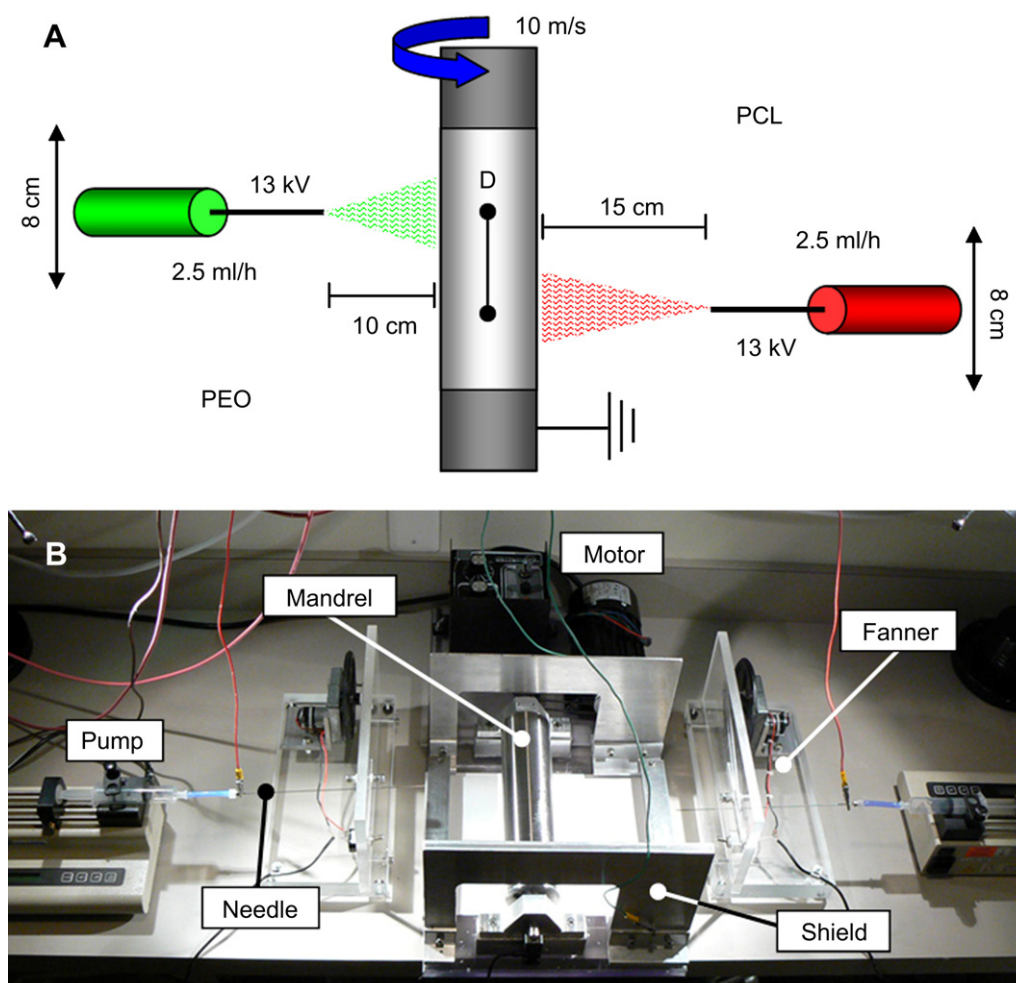 A
10 m/s
PCL
8 cm
13 kV
D
15 cm
2.5 ml/h
2.5 ml/h
10 cm
13 kV
8 cm
PEO
B
Motor
Mandrel
Fanner
Pump
Needle
Shield